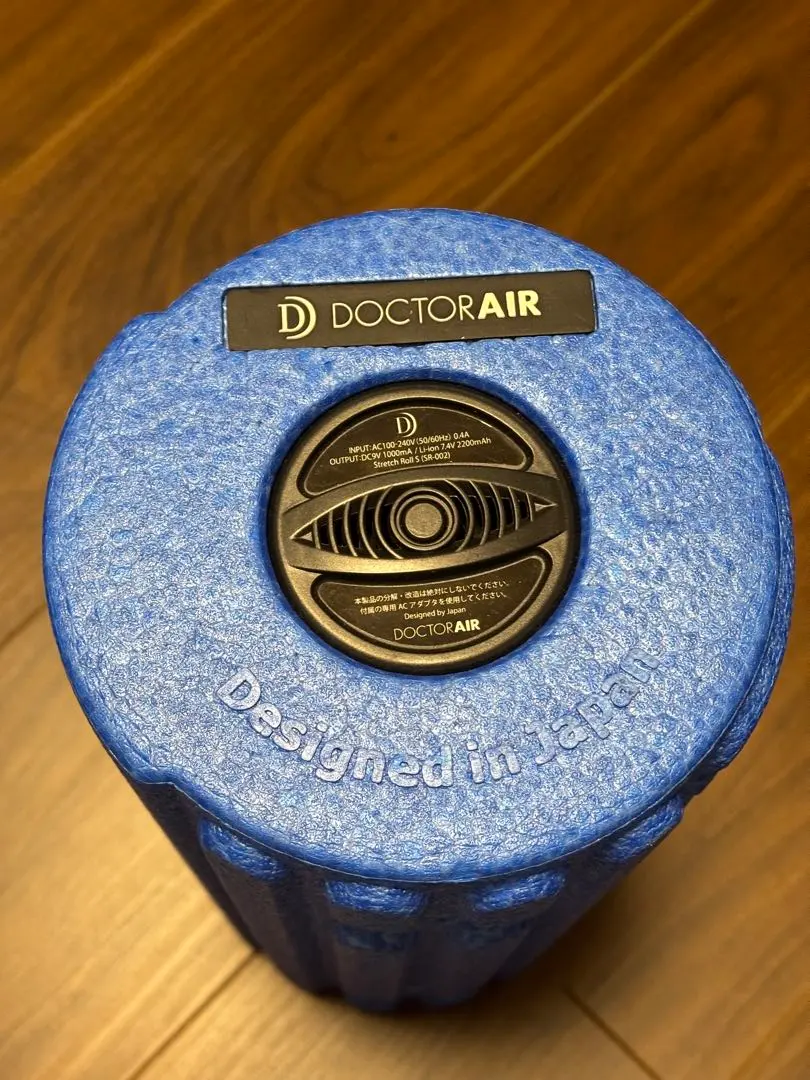 DOCTORAIR
INPUT:AC100-240V(50/60Hz) 0.4A
OUTPUT:DC9V 1000mA / Li-ion 7.4V 2200mAh
Stretch Roll S (SR-002)
本製品の分解・改造は絶対にしないでください。
付属の専用 AC アダプタを使用してください。
Designed by Japan
DOCTORAIR
Designed in Japan